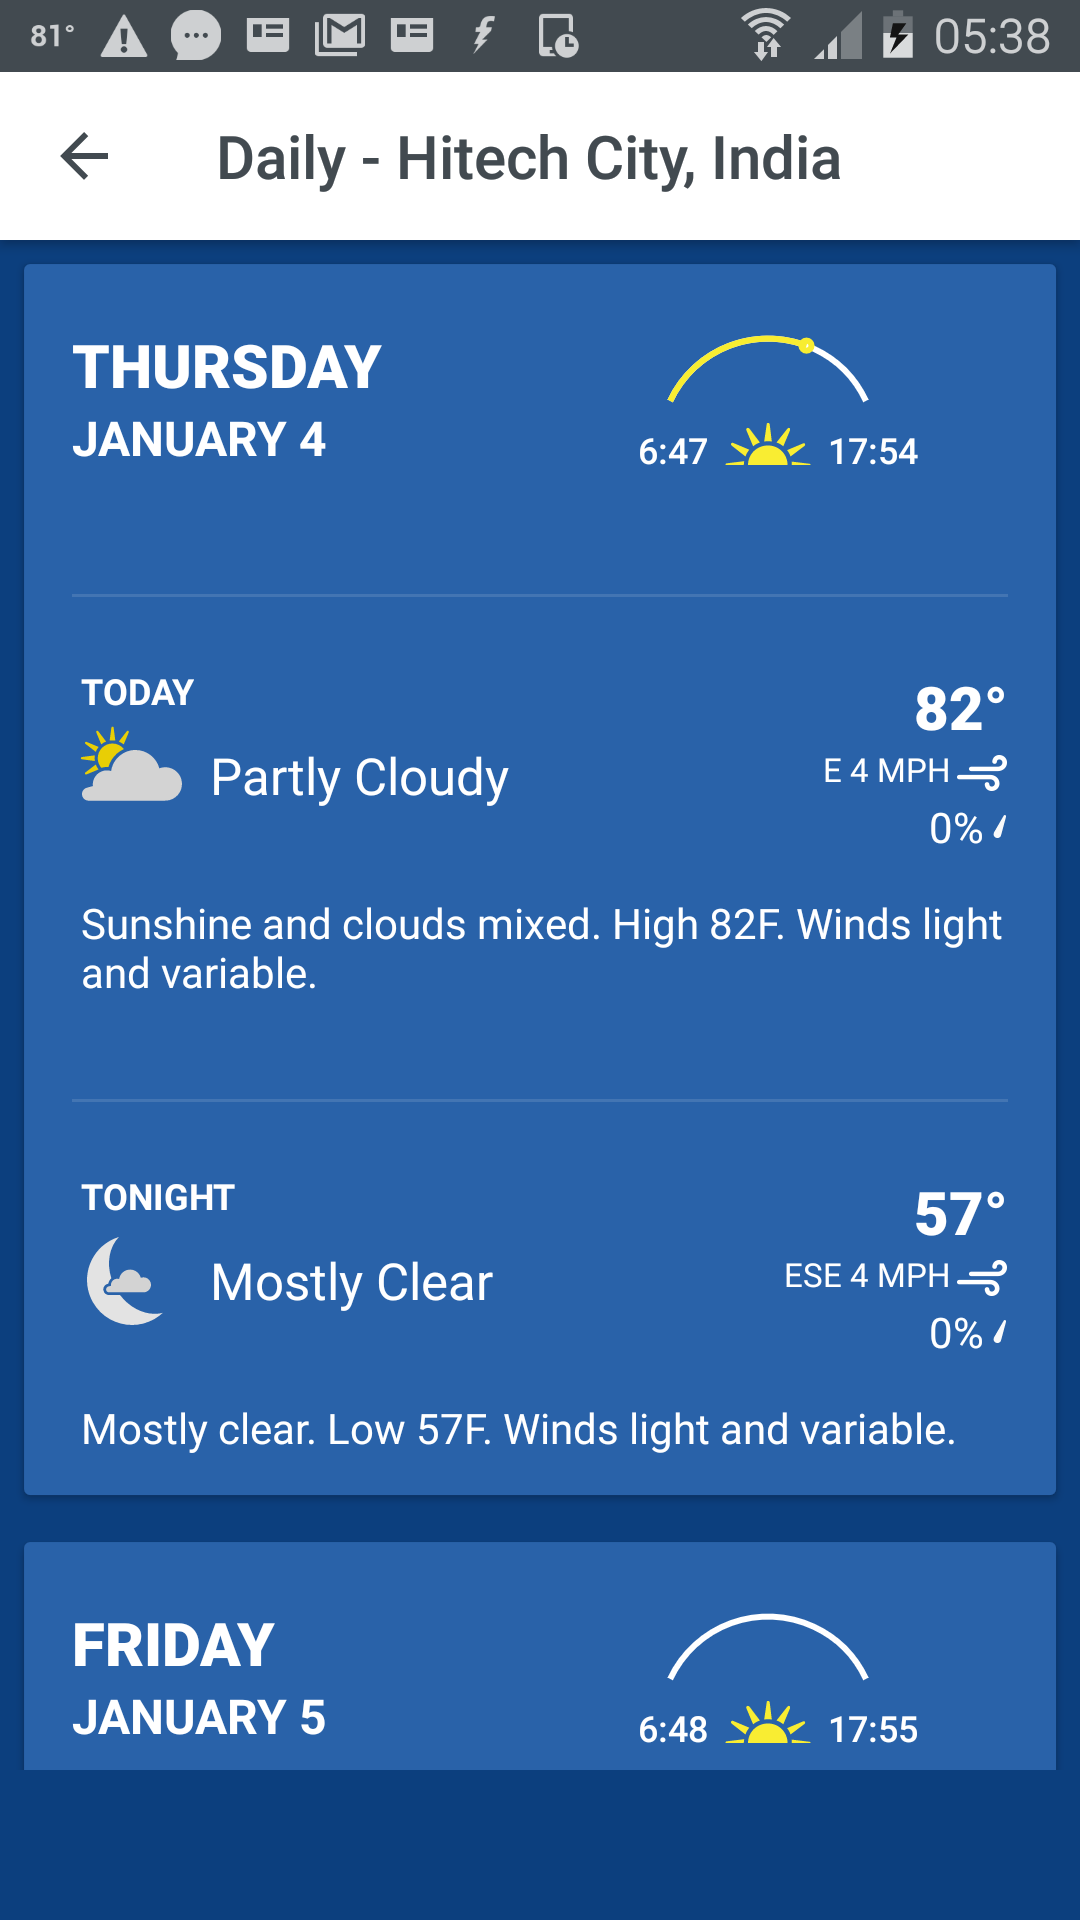 81° 05:38
Daily - Hitech City, India
THURSDAY
JANUARY 4
6:47 17:54
TODAY
82°
Partly Cloudy
E 4 MPH
0%
Sunshine and clouds mixed. High 82F. Winds light
and variable.
TONIGHT
57°
Mostly Clear
ESE 4 MPH
0%
Mostly clear. Low 57F. Winds light and variable.
FRIDAY
JANUARY 5
6:48 17:55